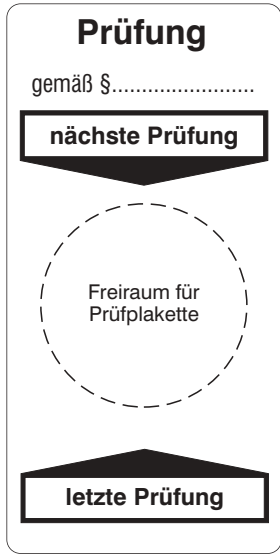 Prüfung
gemäß §........................
nächste Prüfung
Freiraum für
Prüfplakette
letzte Prüfung